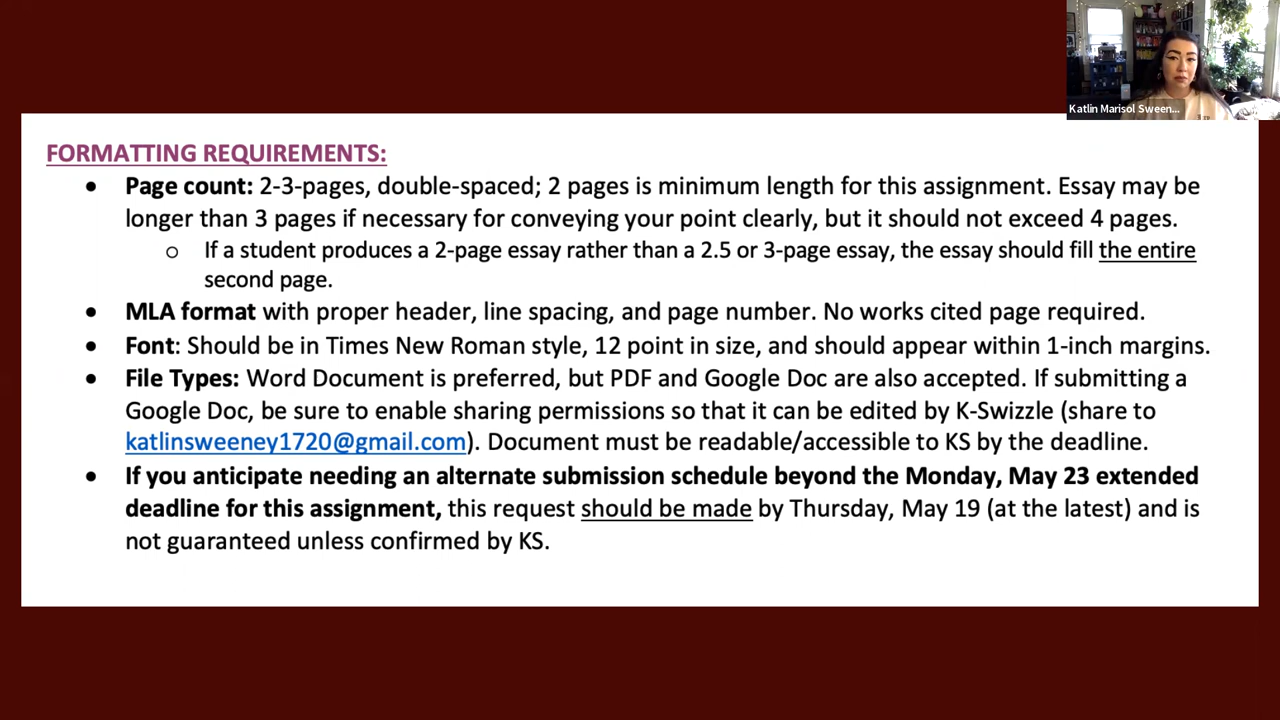 Katlin Marisol Sween...
FORMATTING REQUIREMENTS:
• Page count: 2-3-pages, double-spaced; 2 pages is minimum length for this assignment. Essay may be
longer than 3 pages if necessary for conveying your point clearly, but it should not exceed 4 pages.
o If a student produces a 2-page essay rather than a 2.5 or 3-page essay, the essay should fill the entire
second page.
• MLA format with proper header, line spacing, and page number. No works cited page required.
• Font: Should be in Times New Roman style, 12 point in size, and should appear within 1-inch margins.
• File Types: Word Document is preferred, but PDF and Google Doc are also accepted. If submitting a
Google Doc, be sure to enable sharing permissions so that it can be edited by K-Swizzle (share to
katlinsweeney1720@gmail.com). Document must be readable/accessible to KS by the deadline.
• If you anticipate needing an alternate submission schedule beyond the Monday, May 23 extended
deadline for this assignment, this request should be made by Thursday, May 19 (at the latest) and is
not guaranteed unless confirmed by KS.